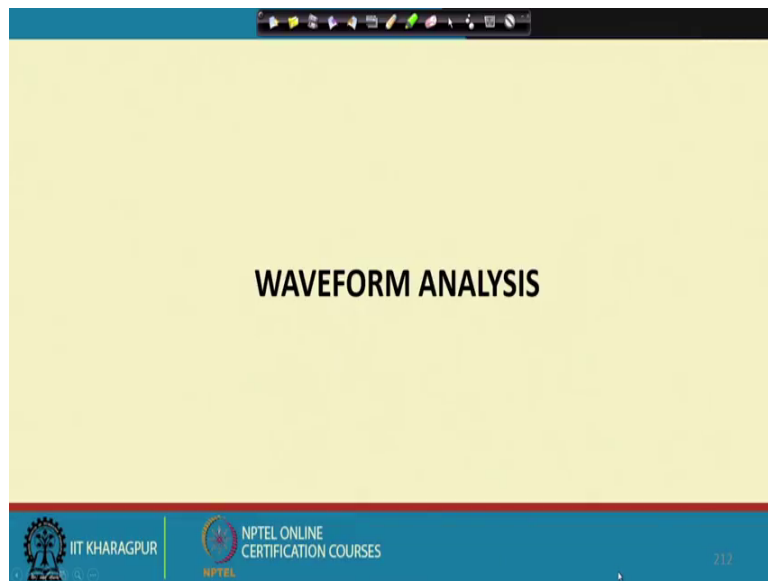 WAVEFORM ANALYSIS
IIT KHARAGPUR
NPTEL
NPTEL ONLINE
CERTIFICATION COURSES
212